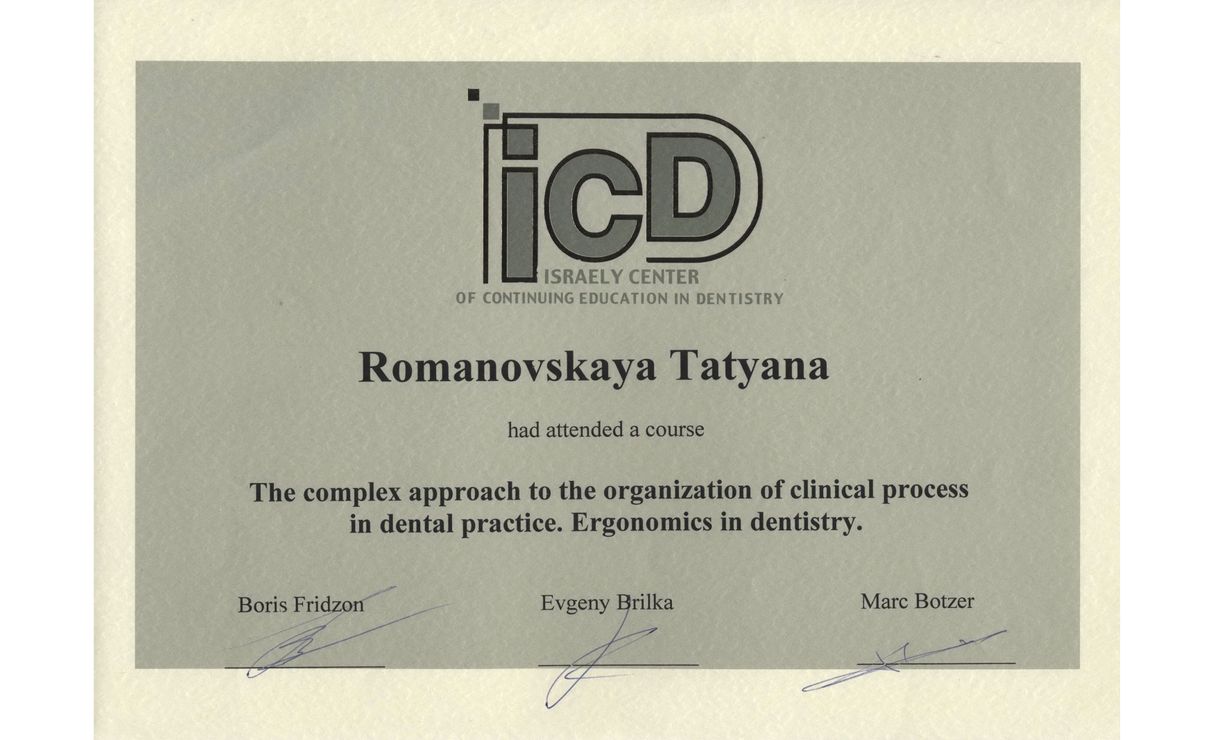 iCD
ISRAELY CENTER
OF CONTINUING EDUCATION IN DENTISTRY
Romanovskaya Tatyana
had attended a course
The complex approach to the organization of clinical process
in dental practice. Ergonomics in dentistry.
Boris Fridzon Evgeny Brilka Marc Botzer